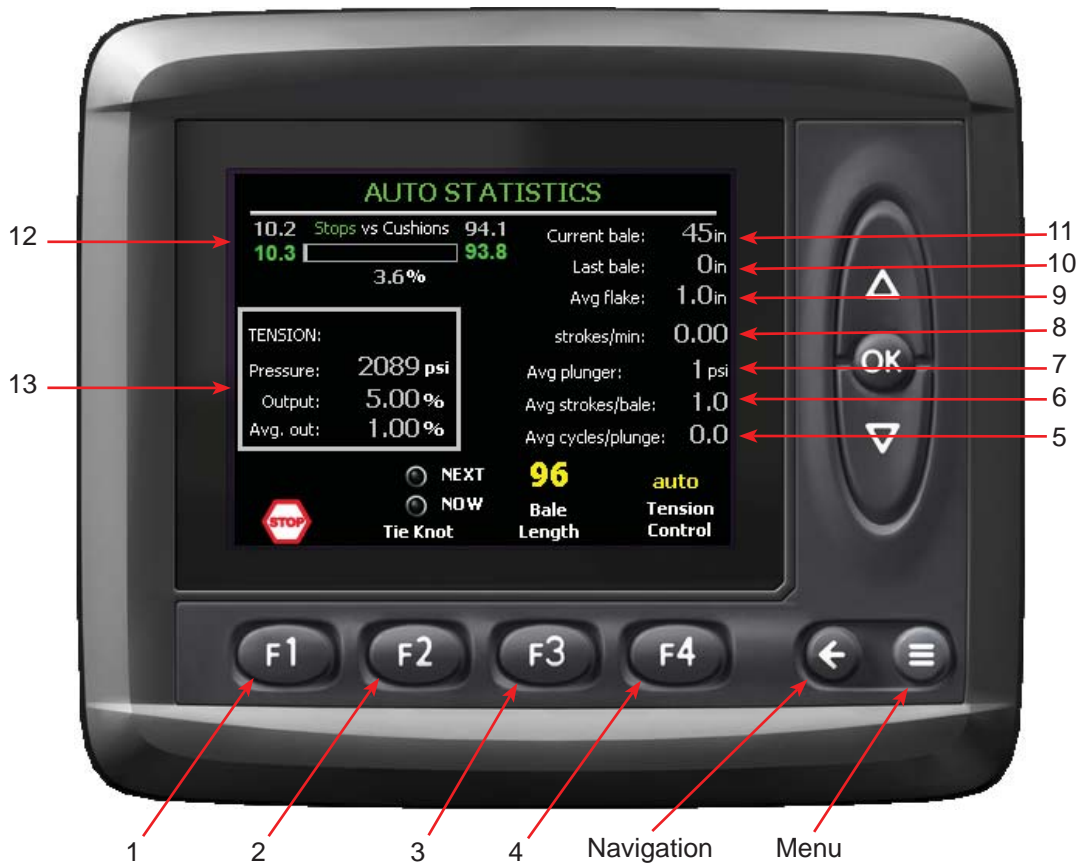 AUTO STATISTICS
10.2 Stops vs Cushions 94.1
10.3 93.8
3.6%
Current bale: 45in
Last bale: 0in
Avg flake: 1.0in
strokes/min: 0.00
Avg plunger: 1 psi
Avg strokes/bale: 1.0
Avg cycles/plunge: 0.0
TENSION:
Pressure: 2089 psi
Output: 5.00%
Avg. out: 1.00%
STOP
NEXT
NOW
Tie Knot
96
Bale
Length
auto
Tension
Control
OK
F1
F2
F3
F4
12
13
11
10
9
8
7
6
5
1
2
3
4
Navigation
Menu